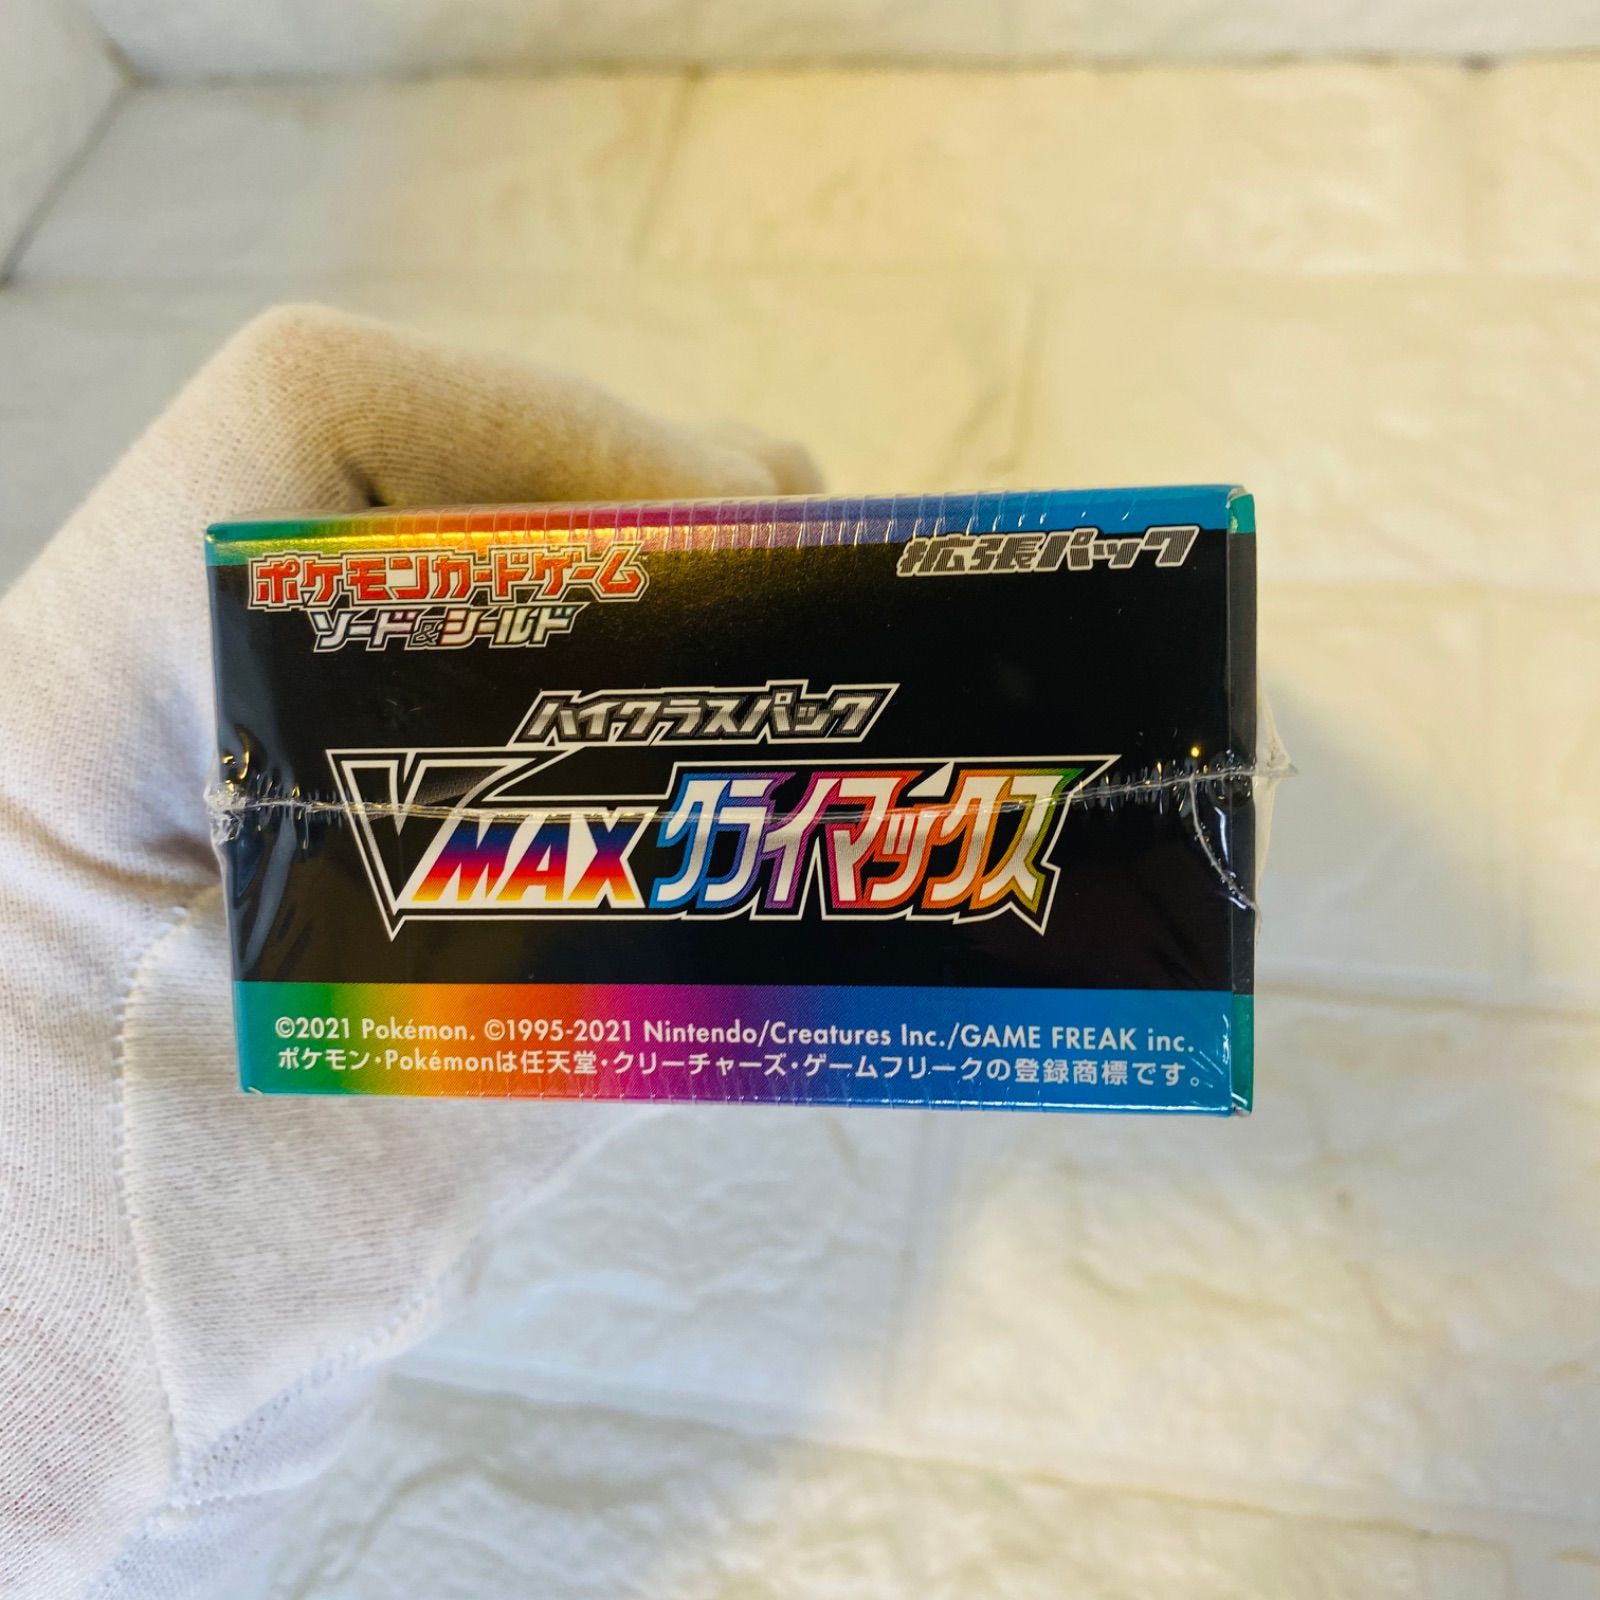 ポケモンカードゲーム 拡張パック
ソード&シールド
ハイクラスパック
VMAXクライマックス
©2021 Pokémon. ©1995-2021 Nintendo/Creatures Inc./GAME FREAK inc.
ポケモン・Pokémonは任天堂・クリーチャーズ・ゲームフリークの登録商標です。